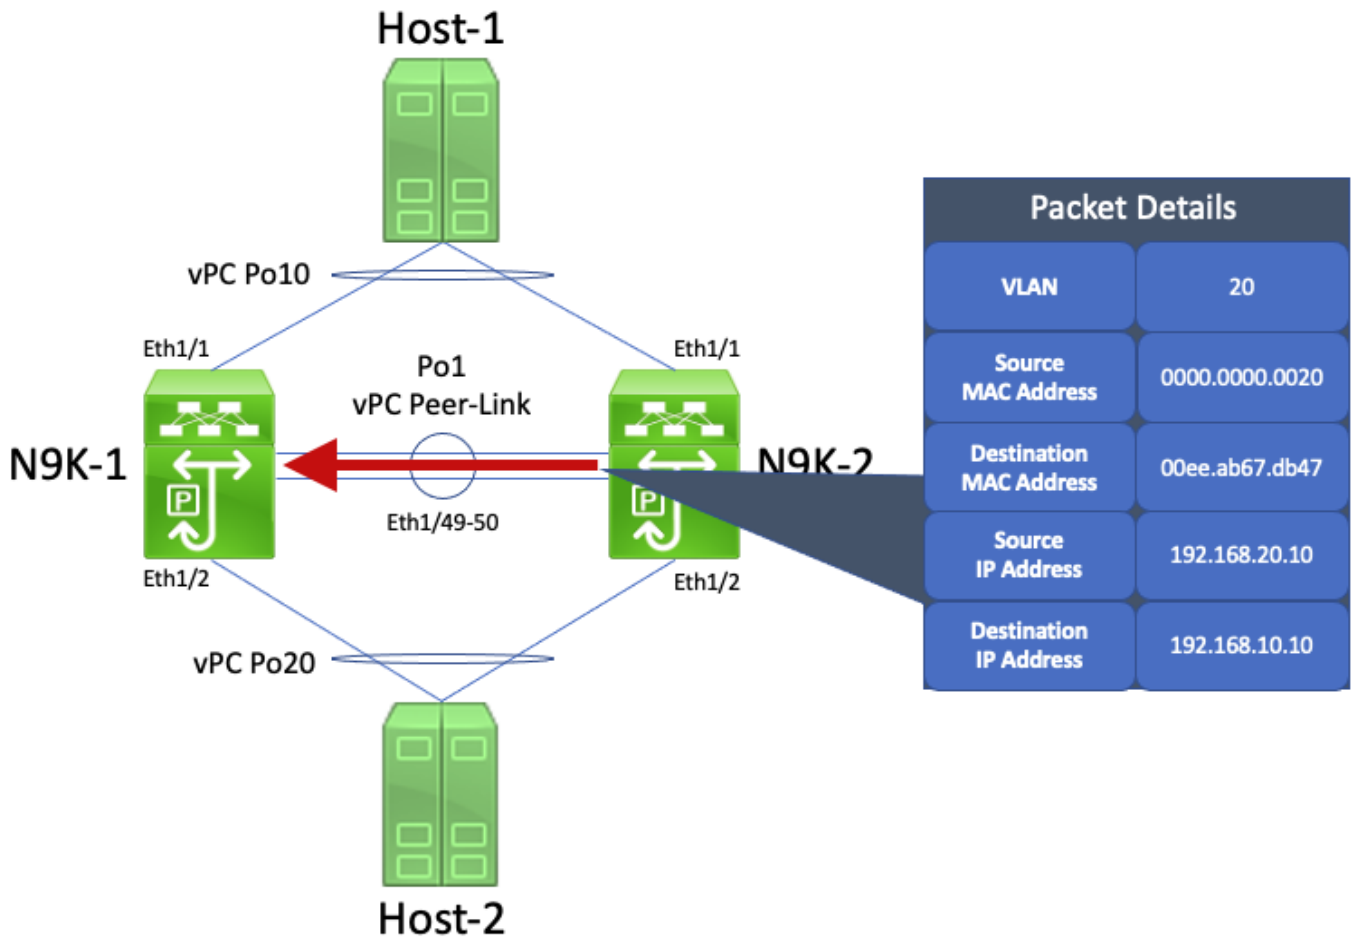 Host-1
vPC Po10
Eth1/1
Eth1/1
Po1
vPC Peer-Link
N9K-1
N9K-2
P
P
Eth1/49-50
Eth1/2
Eth1/2
vPC Po20
Host-2
Packet Details
VLAN
20
Source
MAC Address
0000.0000.0020
Destination
MAC Address
00ee.ab67.db47
Source
IP Address
192.168.20.10
Destination
IP Address
192.168.10.10